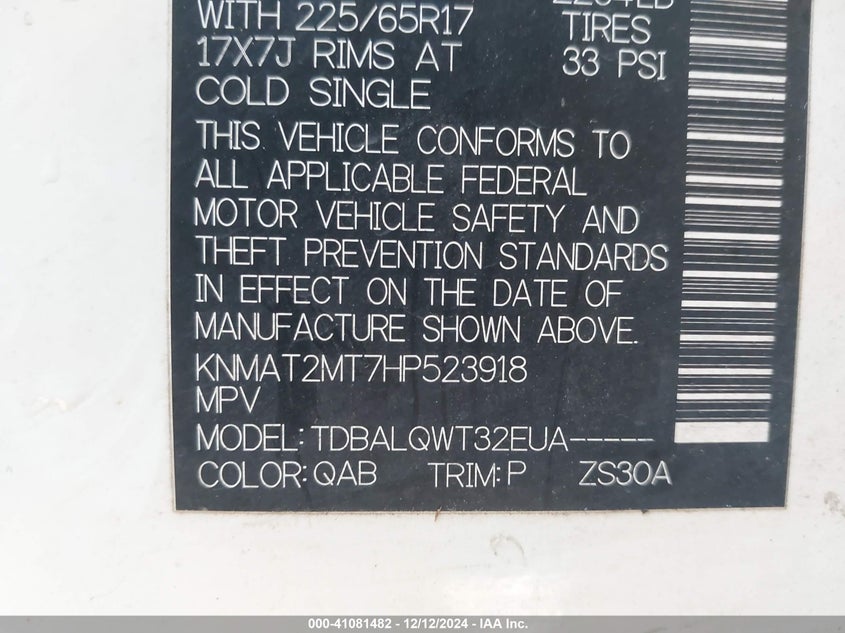 WITH 225/65R17 TIRES
17X7J RIMS AT 33 PSI
COLD SINGLE
THIS VEHICLE CONFORMS TO
ALL APPLICABLE FEDERAL
MOTOR VEHICLE SAFETY AND
THEFT PREVENTION STANDARDS
IN EFFECT ON THE DATE OF
MANUFACTURE SHOWN ABOVE.
KNMAT2MT7HP523918
MPV
MODEL: TDBALQWT32EUA-----
COLOR: QAB TRIM: P ZS30A
000-41081482 - 12/12/2024 - IAA Inc.